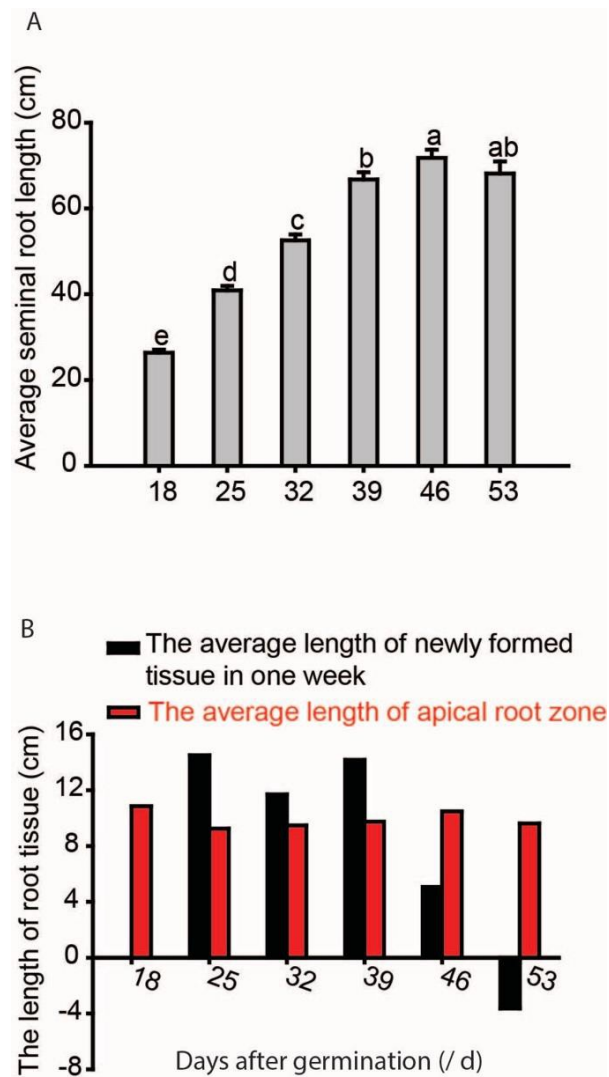 A
Average seminal root length (cm)
80
60
40
20
0
e
d
c
b
a
ab
18 25 32 39 46 53
B
The average length of newly formed
tissue in one week
The average length of apical root zone
The length of root tissue (cm)
16
12
8
4
0
-4
-8
18 25 32 39 46 53
Days after germination (/ d)